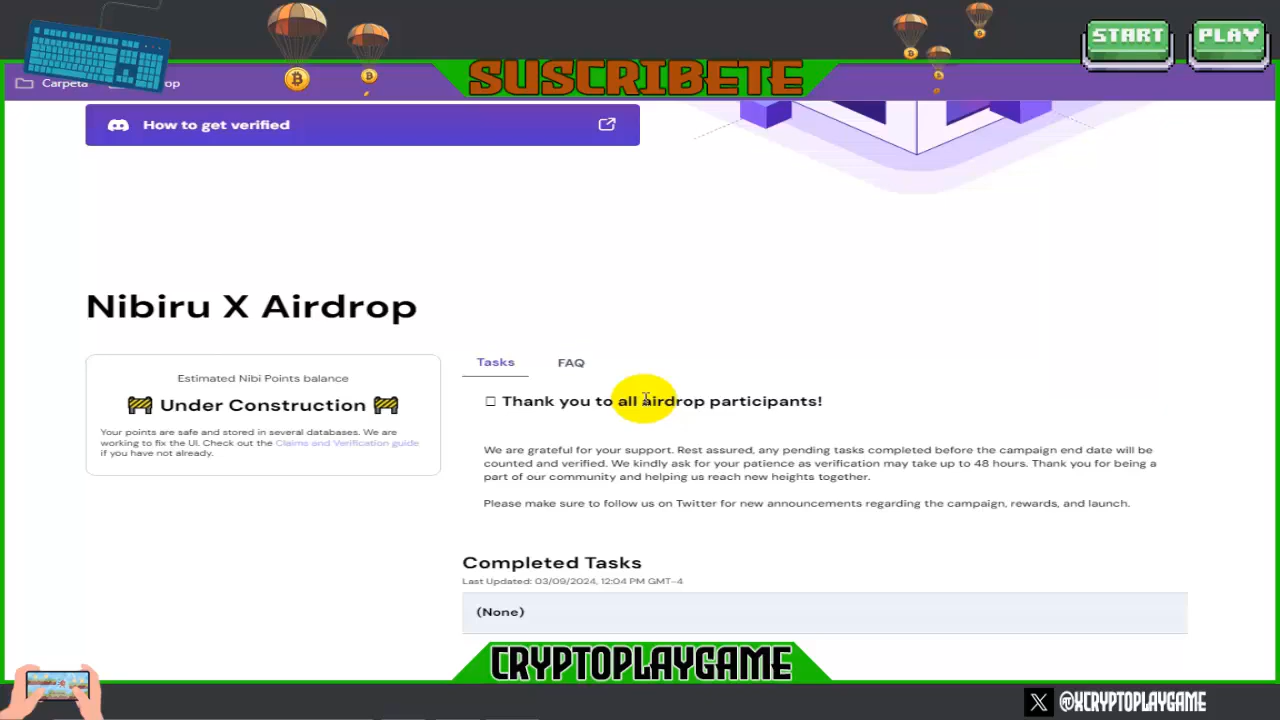 START
PLAY
SUSCRIBETE
Carpeta
op
How to get verified
Nibiru X Airdrop
Estimated Nibi Points balance
🚧 Under Construction 🚧
Your points are safe and stored in several databases. We are
working to fix the UI. Check out the Claims and Verification guide
if you have not already.
Tasks
FAQ
Thank you to all airdrop participants!
We are grateful for your support. Rest assured, any pending tasks completed before the campaign end date will be
counted and verified. We kindly ask for your patience as verification may take up to 48 hours. Thank you for being a
part of our community and helping us reach new heights together.
Please make sure to follow us on Twitter for new announcements regarding the campaign, rewards, and launch.
Completed Tasks
Last Updated: 03/09/2024, 12:04 PM GMT-4
(None)
CRYPTOPLAYGAME
X @XCRYPTOPLAYGAME